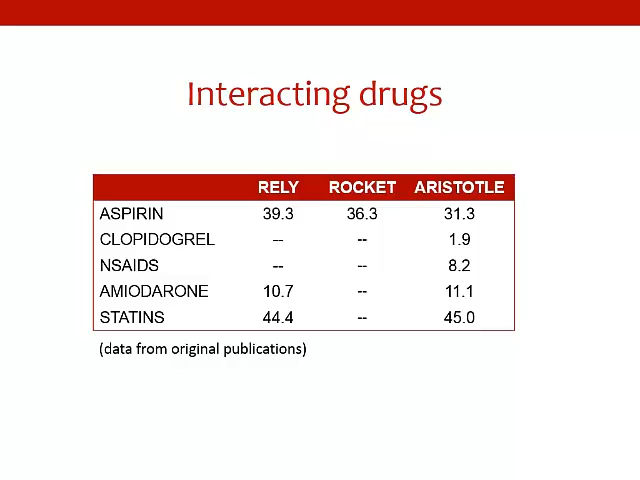 Interacting drugs
RELY ROCKET ARISTOTLE
ASPIRIN 39.3 36.3 31.3
CLOPIDOGREL -- -- 1.9
NSAIDS -- -- 8.2
AMIODARONE 10.7 -- 11.1
STATINS 44.4 -- 45.0
(data from original publications)